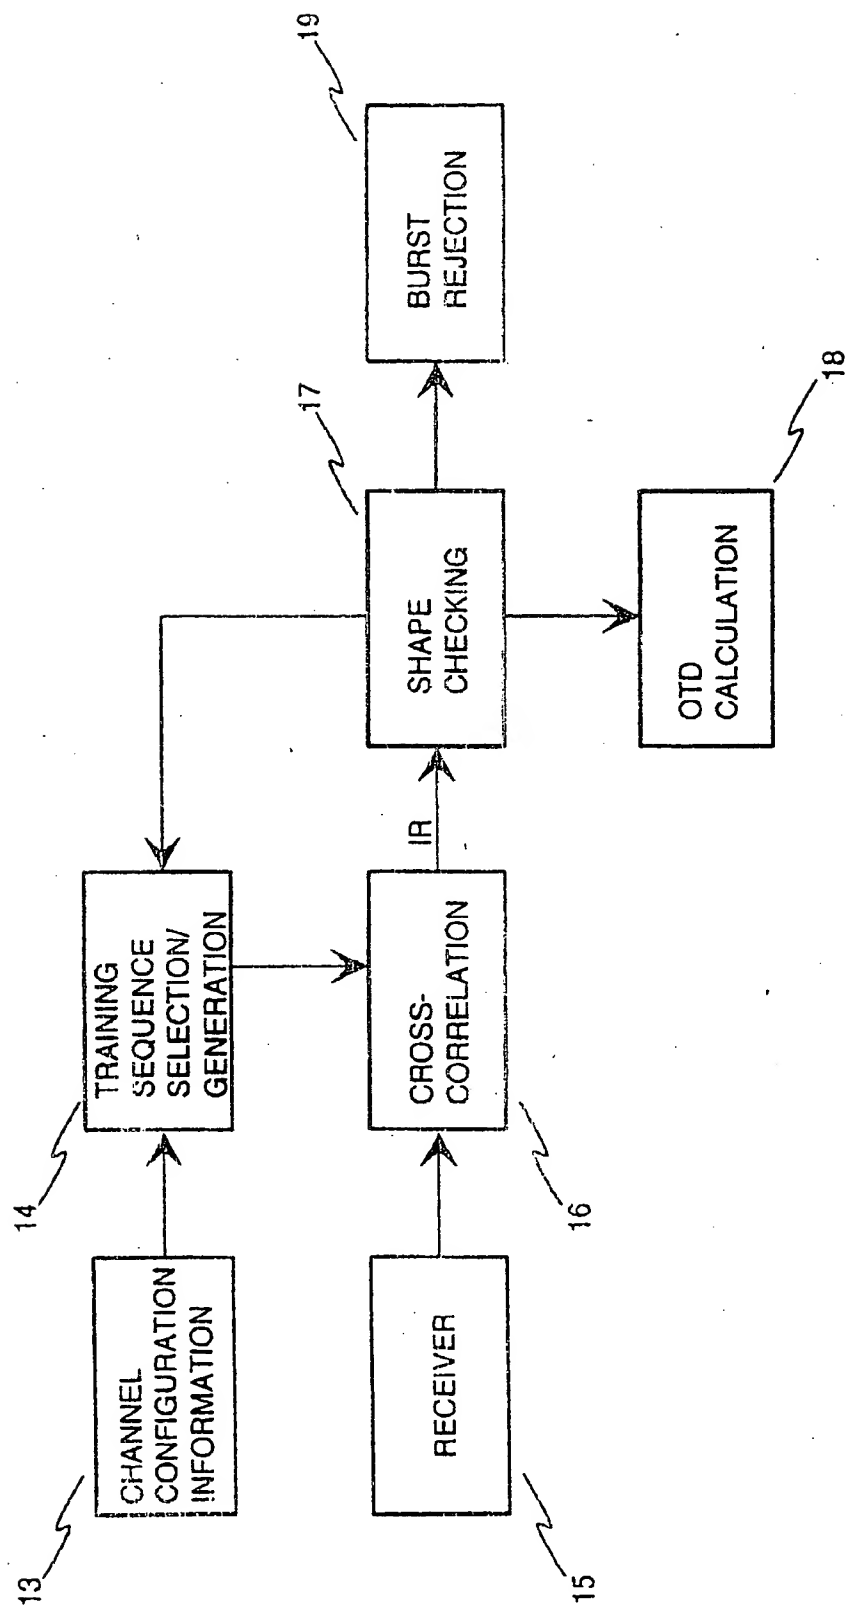 13
CHANNEL
CONFIGURATION
INFORMATION
14
TRAINING
SEQUENCE
SELECTION/
GENERATION
15
RECEIVER
16
CROSS-
CORRELATION
IR
17
SHAPE
CHECKING
18
OTD
CALCULATION
19
BURST
REJECTION